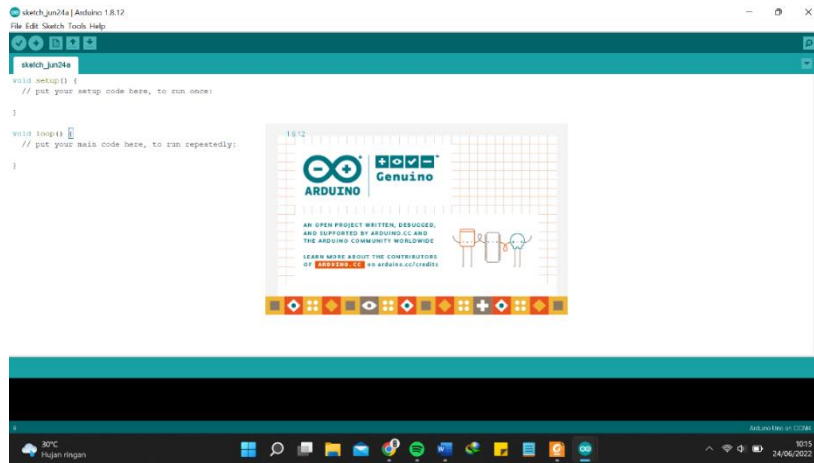 sketch_jun24a | Arduino 1.8.12
File Edit Sketch Tools Help
sketch_jun24a
void setup() {
// put your setup code here, to run once:
}
void loop() {
// put your main code here, to run repeatedly:
}
1.8.12
ARDUINO
Genuino
AN OPEN PROJECT WRITTEN, DEBUGGED,
AND SUPPORTED BY ARDUINO.CC AND
THE ARDUINO COMMUNITY WORLDWIDE
LEARN MORE ABOUT THE CONTRIBUTORS
OF ARDUINO.CC on arduino.cc/credits
Arduino Uno on
30°C
Hujan ringan
10:15
24/06/2022